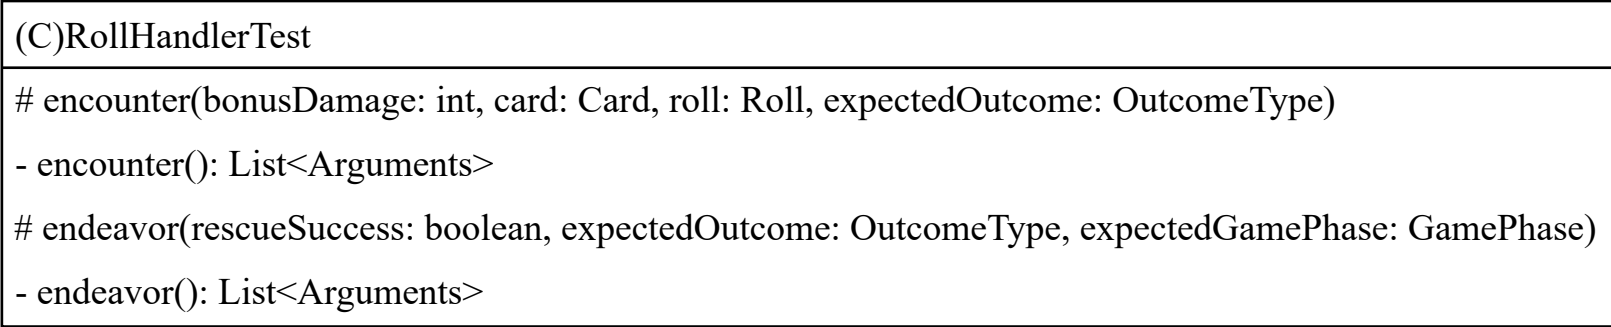 (C)RollHandlerTest
# encounter(bonusDamage: int, card: Card, roll: Roll, expectedOutcome: OutcomeType)
- encounter(): List<Arguments>
# endeavor(rescueSuccess: boolean, expectedOutcome: OutcomeType, expectedGamePhase: GamePhase)
- endeavor(): List<Arguments>